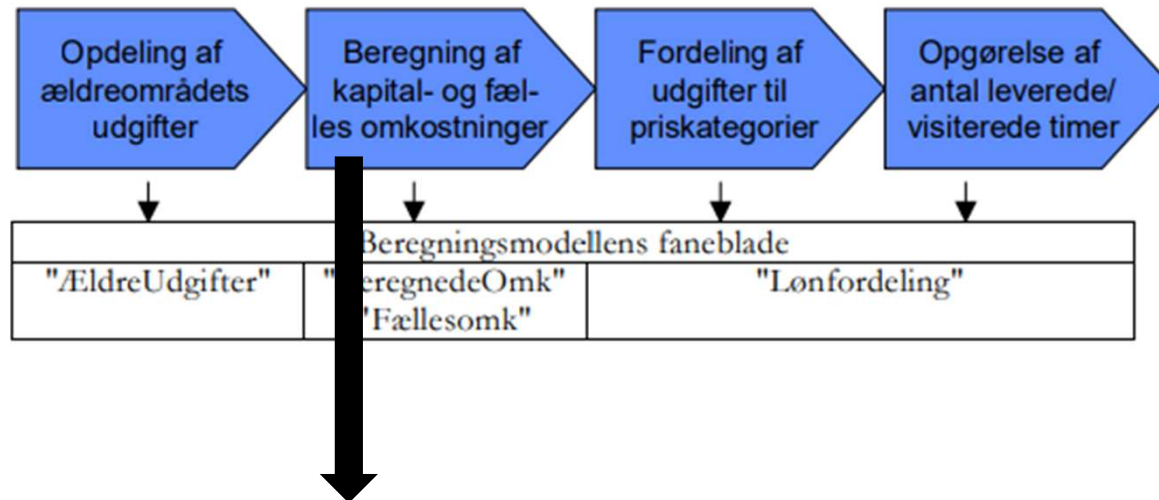 Opdeling af
ældreområdets
udgifter
Beregning af
kapital- og fæl-
les omkostninger
Fordeling af
udgifter til
priskategorier
Opgørelse af
antal leverede/
visiterede timer
Beregningsmodellens faneblade
"ÆldreUdgifter"
"BeregnedeOmk"
"Fællesomk"
"Lønfordeling"